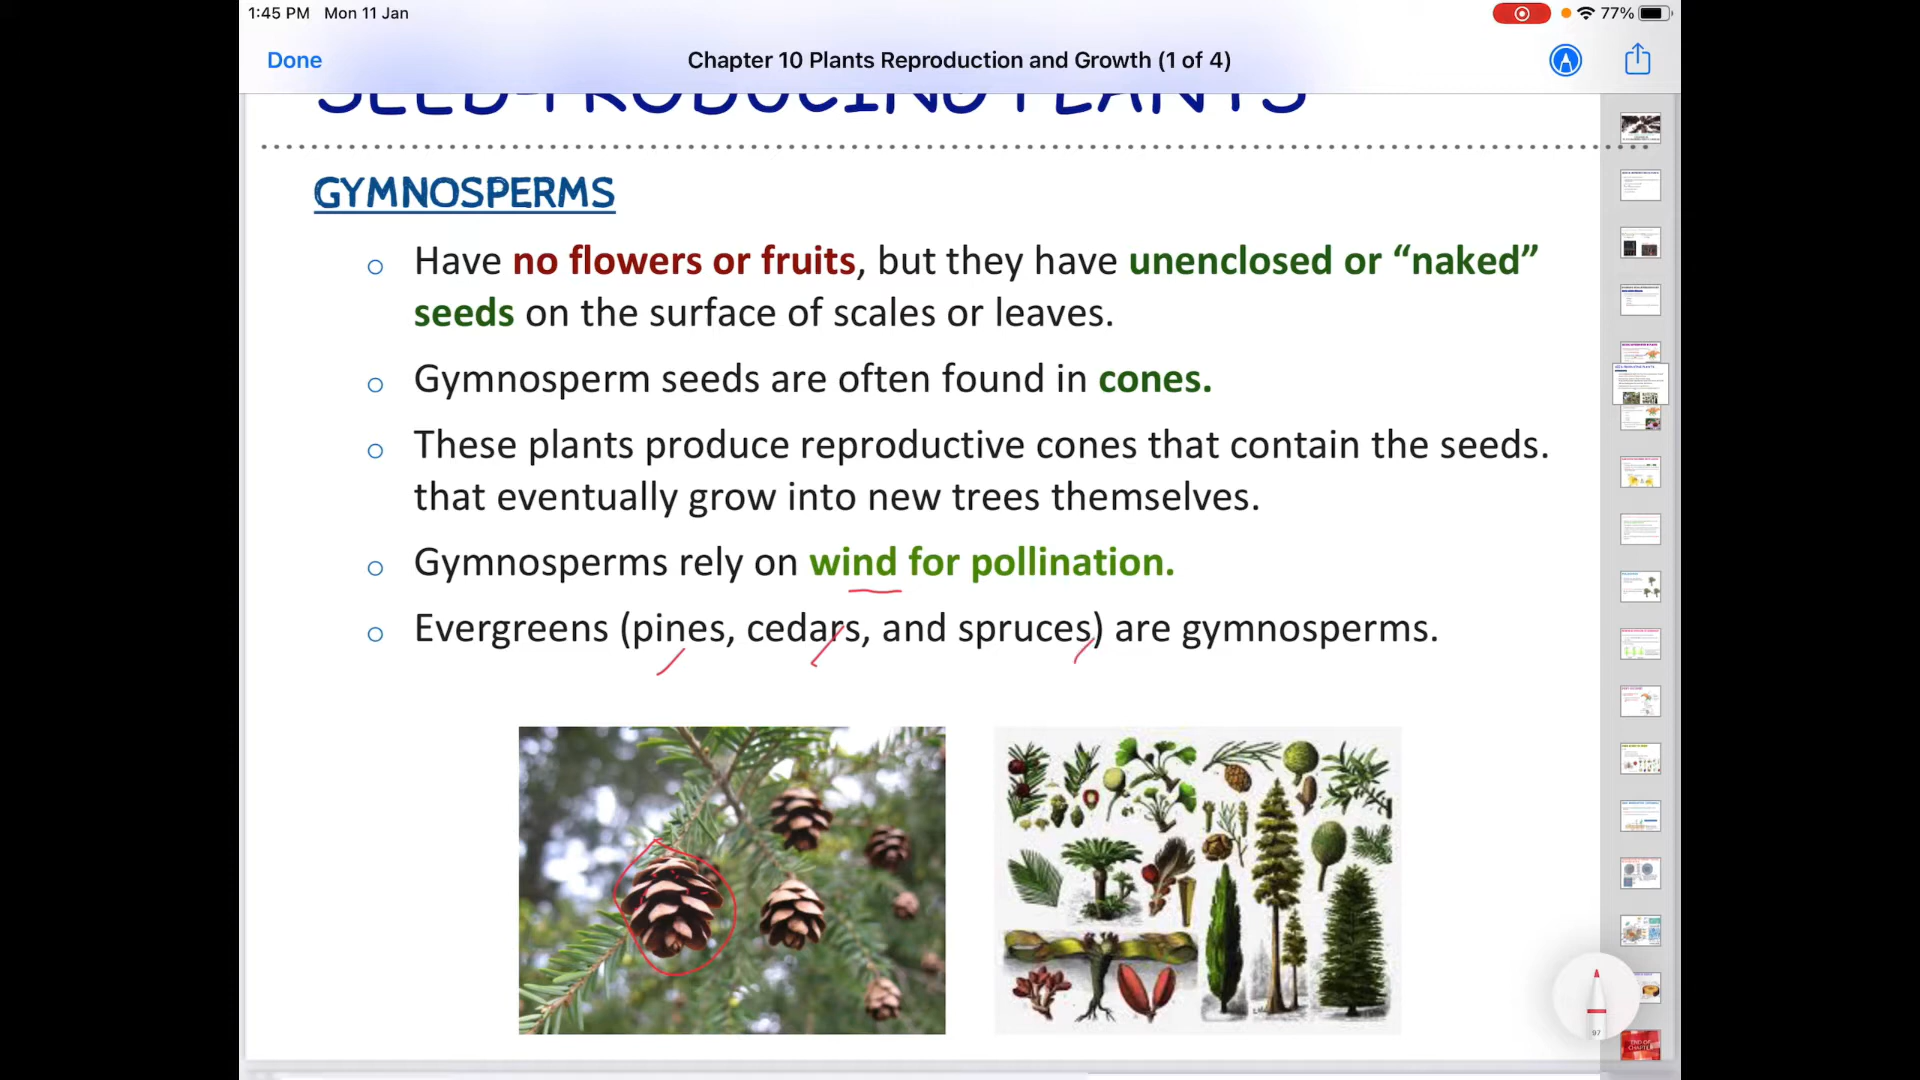 1:45 PM Mon 11 Jan
77%
Done
Chapter 10 Plants Reproduction and Growth (1 of 4)
SEED-PRODUCING PLANTS
GYMNOSPERMS
Have no flowers or fruits, but they have unenclosed or “naked”
seeds on the surface of scales or leaves.
Gymnosperm seeds are often found in cones.
These plants produce reproductive cones that contain the seeds.
that eventually grow into new trees themselves.
Gymnosperms rely on wind for pollination.
Evergreens (pines, cedars, and spruces) are gymnosperms.
97